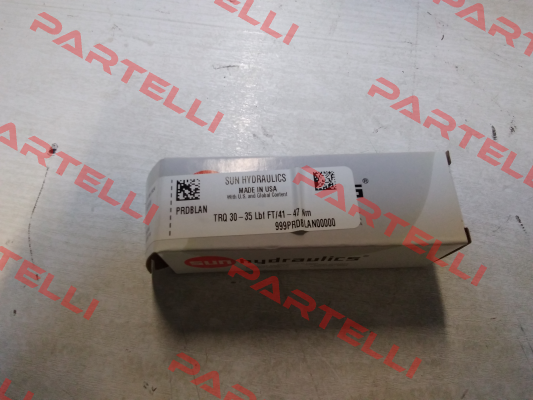 SUN HYDRAULICS
MADE IN USA
With U.S. and Global Content
PRDBLAN
TRQ 30-35 Lbf FT/41-47 Nm
999PRDBLAN00000
sun hydraulics®
PARTELLI
PARTELLI
PARTELLI
PARTELLI
PARTELLI
PARTELLI
PARTELLI